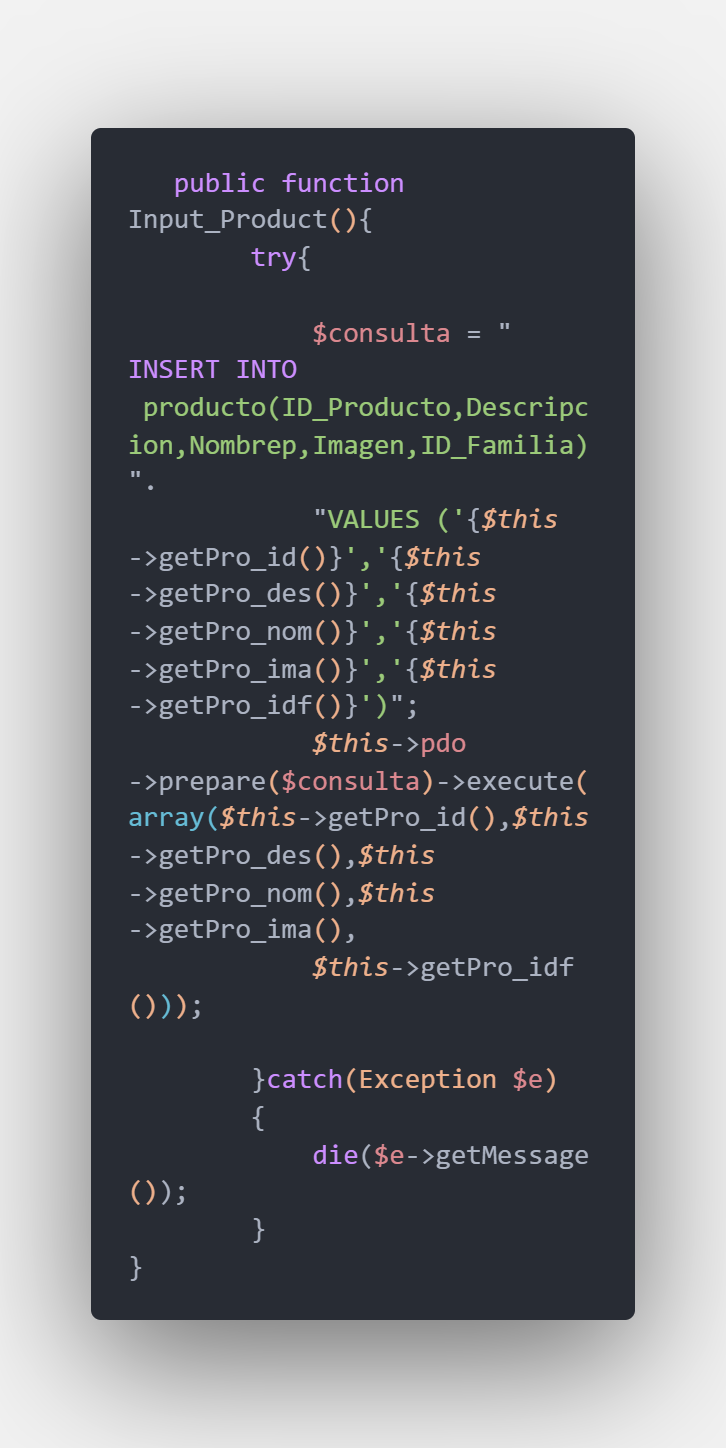 public function
Input_Product(){
try{
$consulta = "
INSERT INTO
producto(ID_Producto,Descripc
ion,Nombrep,Imagen,ID_Familia)
".
"VALUES ('{$this
->getPro_id()}','{$this
->getPro_des()}','{$this
->getPro_nom()}','{$this
->getPro_ima()}','{$this
->getPro_idf()}')";
$this->pdo
->prepare($consulta)->execute(
array($this->getPro_id(),$this
->getPro_des(),$this
->getPro_nom(),$this
->getPro_ima(),
$this->getPro_idf
()));
}catch(Exception $e)
{
die($e->getMessage
());
}
}